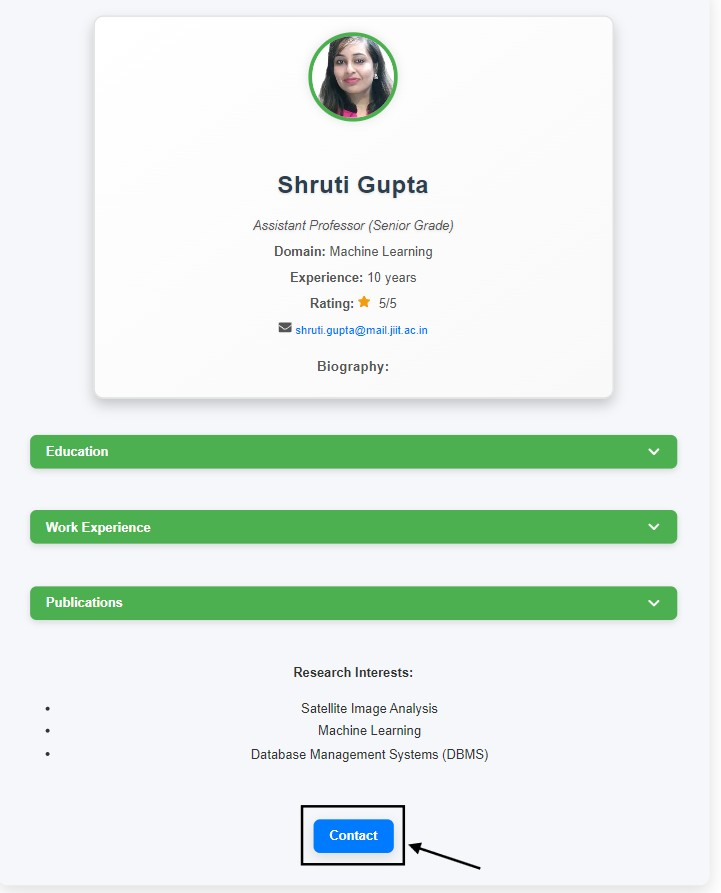 Shruti Gupta
Assistant Professor (Senior Grade)
Domain: Machine Learning
Experience: 10 years
Rating: ⭐ 5/5
shruti.gupta@mail.jiit.ac.in
Biography:
Education
Work Experience
Publications
Research Interests:
• Satellite Image Analysis
• Machine Learning
• Database Management Systems (DBMS)
Contact